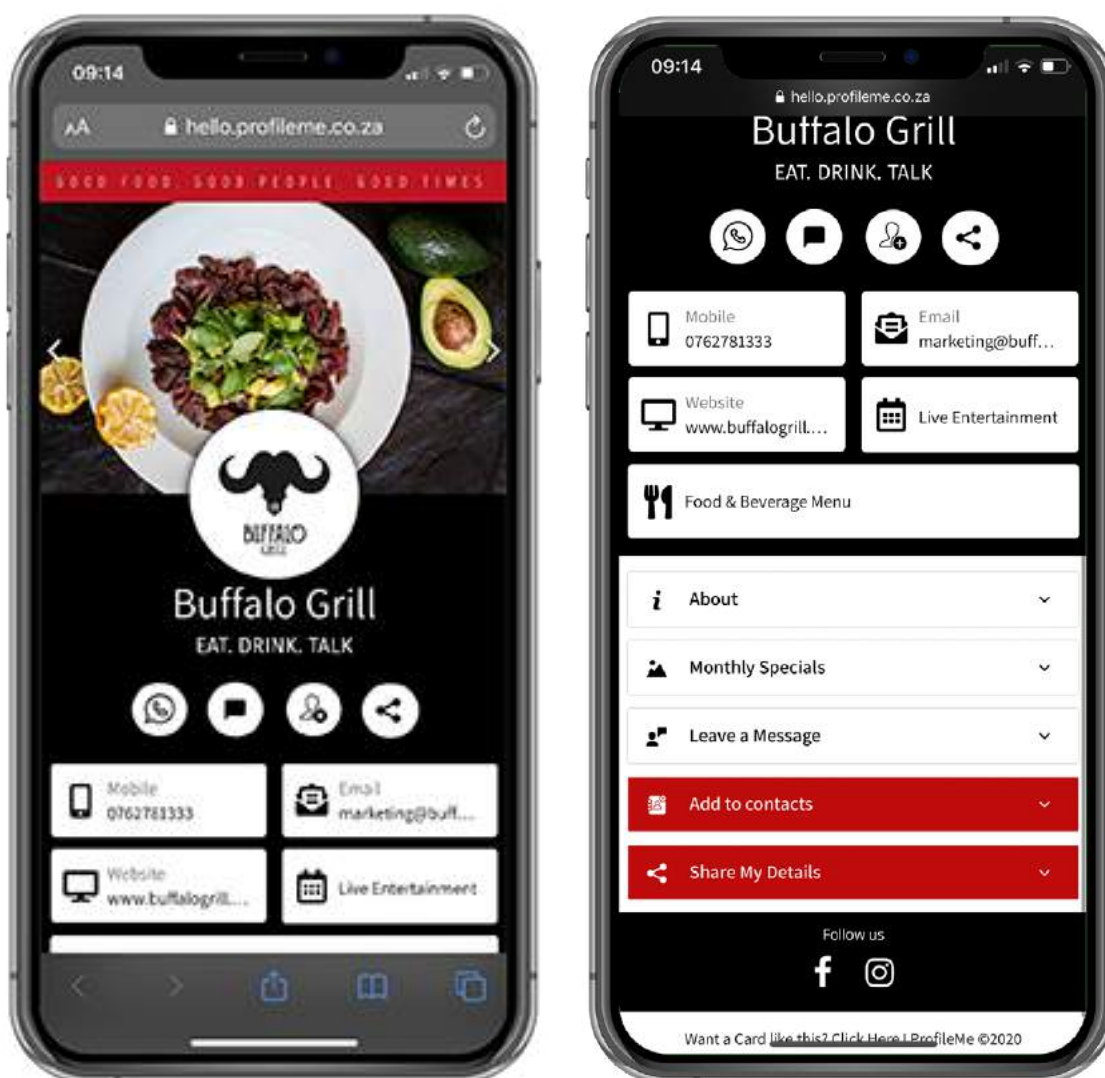 09:14
AA hello.profileme.co.za
GOOD FOOD. GOOD PEOPLE. GOOD TIMES
BUFFALO
GRILL
Buffalo Grill
EAT. DRINK. TALK
Mobile
0762781333
Email
marketing@buff...
Website
www.buffalogrill....
Live Entertainment
09:14
hello.profileme.co.za
Buffalo Grill
EAT. DRINK. TALK
Mobile
0762781333
Email
marketing@buff...
Website
www.buffalogrill....
Live Entertainment
Food & Beverage Menu
About
Monthly Specials
Leave a Message
Add to contacts
Share My Details
Follow us
Want a Card like this? Click Here | ProfileMe ©2020